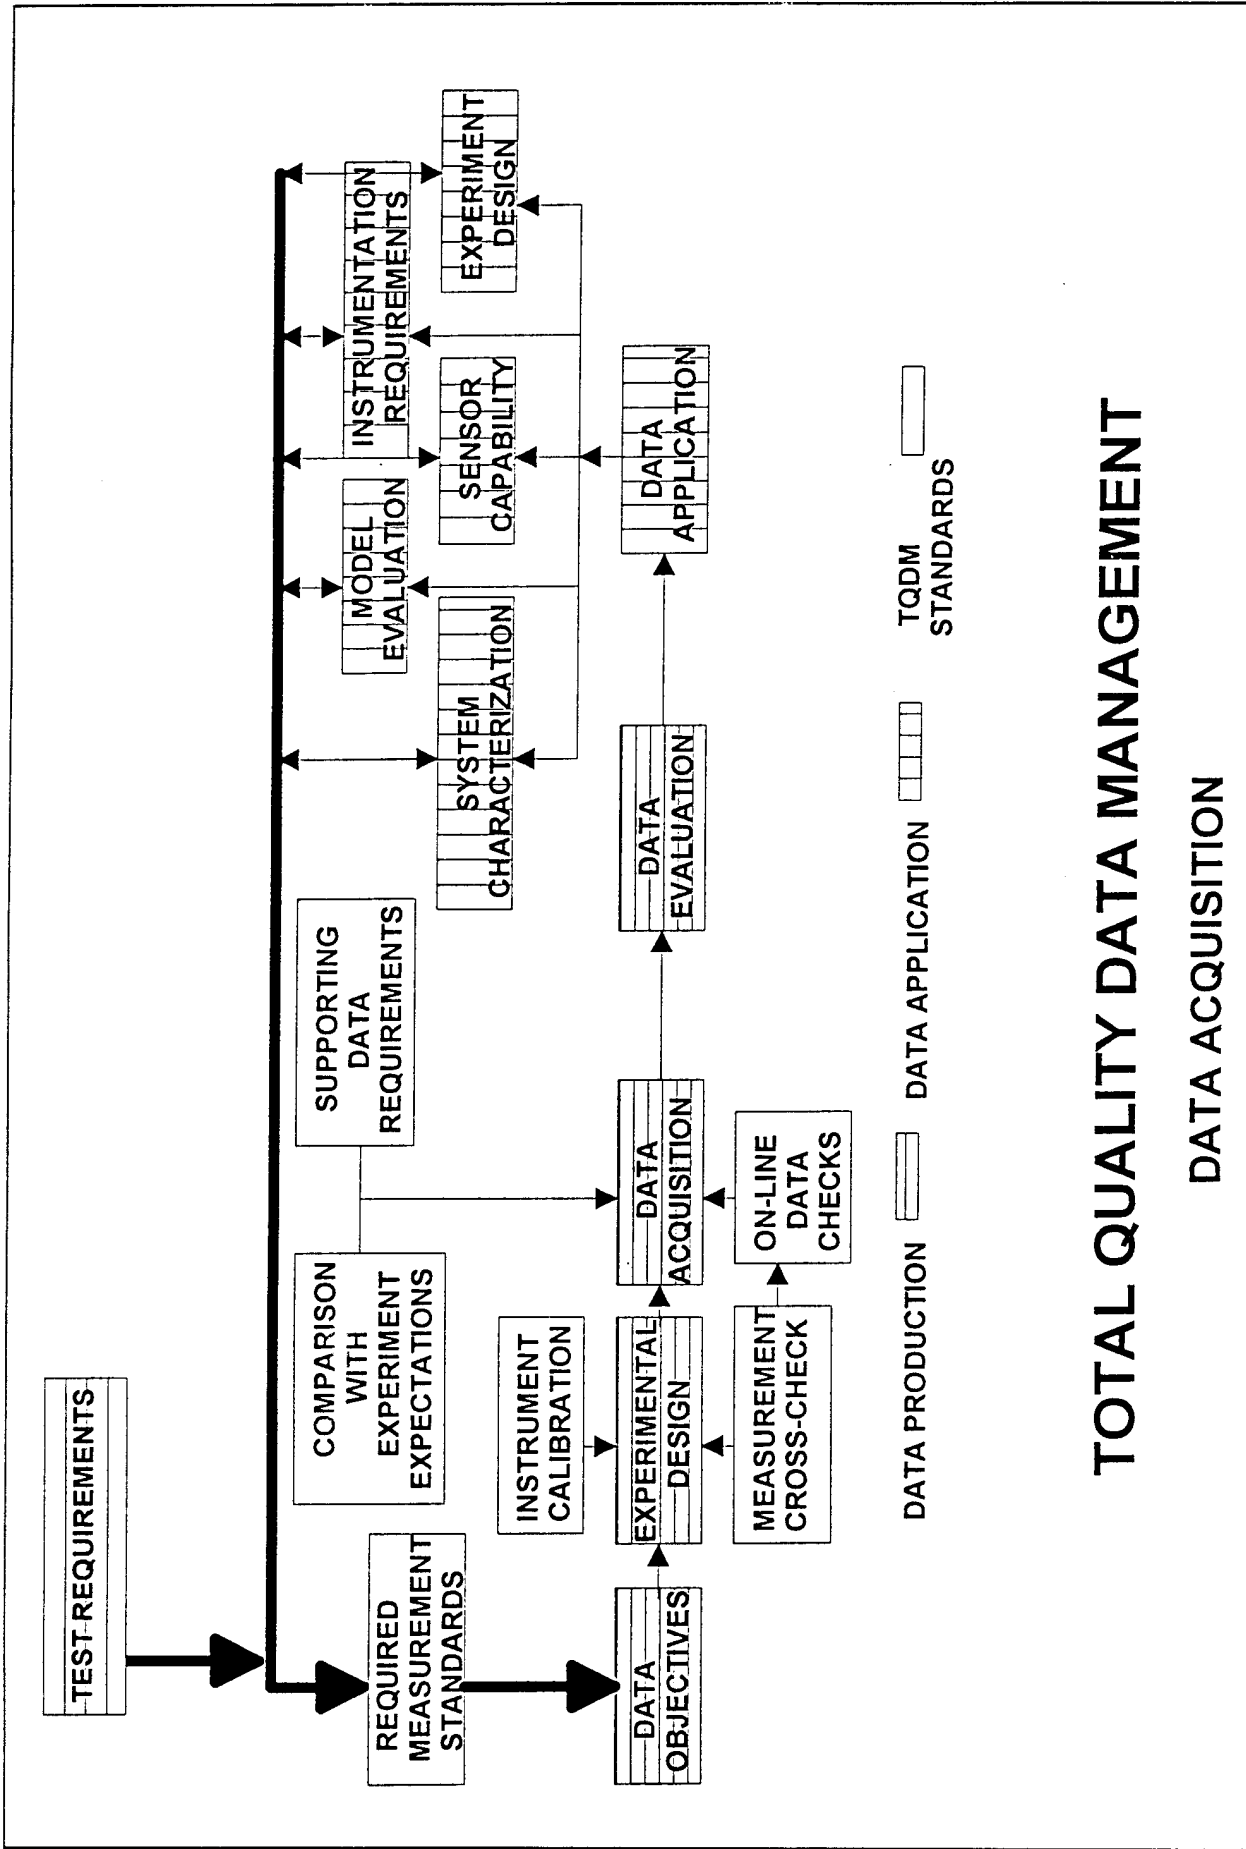 TEST REQUIREMENTS
REQUIRED
MEASUREMENT
STANDARDS
COMPARISON
WITH
EXPERIMENT
EXPECTATIONS
SUPPORTING
DATA
REQUIREMENTS
SYSTEM
CHARACTERIZATION
MODEL
EVALUATION
SENSOR
CAPABILITY
INSTRUMENTATION
REQUIREMENTS
EXPERIMENT
DESIGN
INSTRUMENT
CALIBRATION
DATA
OBJECTIVES
EXPERIMENTAL
DESIGN
DATA
ACQUISITION
DATA
EVALUATION
DATA
APPLICATION
MEASUREMENT
CROSS-CHECK
ON-LINE
DATA
CHECKS
DATA PRODUCTION
DATA APPLICATION
TQDM
STANDARDS
TOTAL QUALITY DATA MANAGEMENT
DATA ACQUISITION